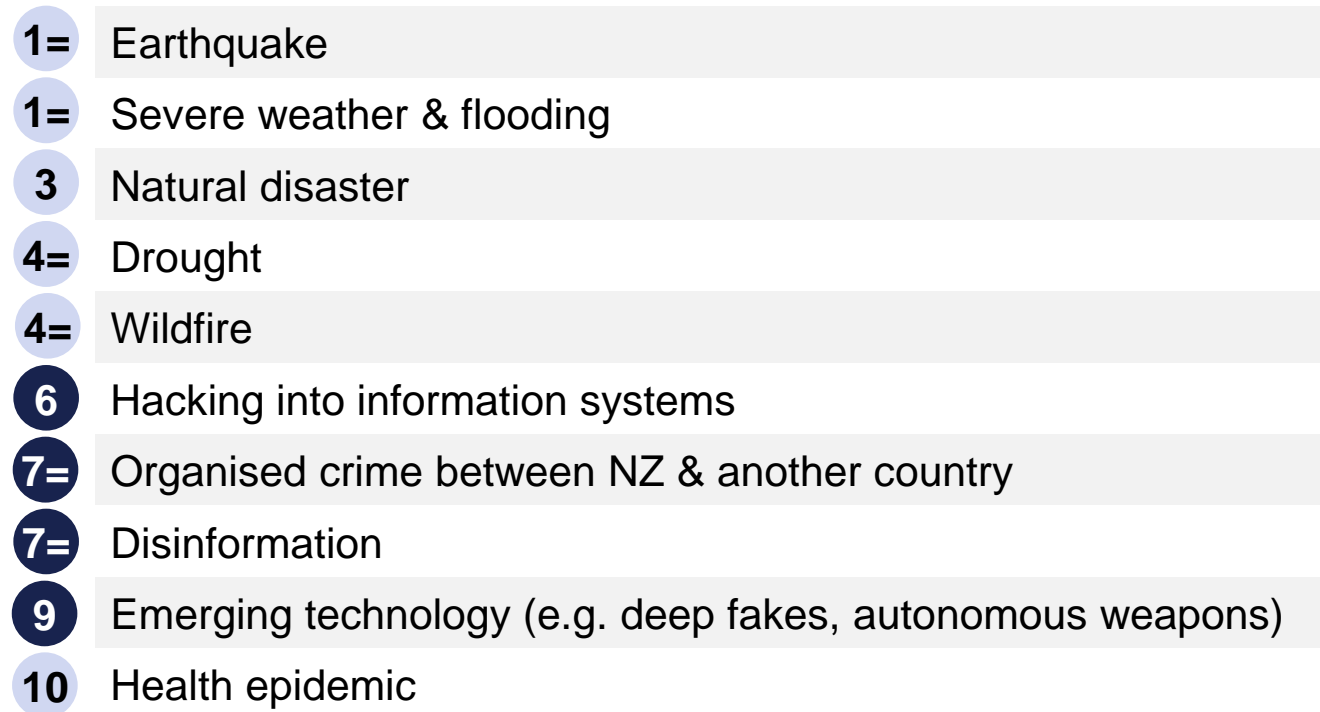 1= Earthquake
1= Severe weather & flooding
3 Natural disaster
4= Drought
4= Wildfire
6 Hacking into information systems
7= Organised crime between NZ & another country
7= Disinformation
9 Emerging technology (e.g. deep fakes, autonomous weapons)
10 Health epidemic